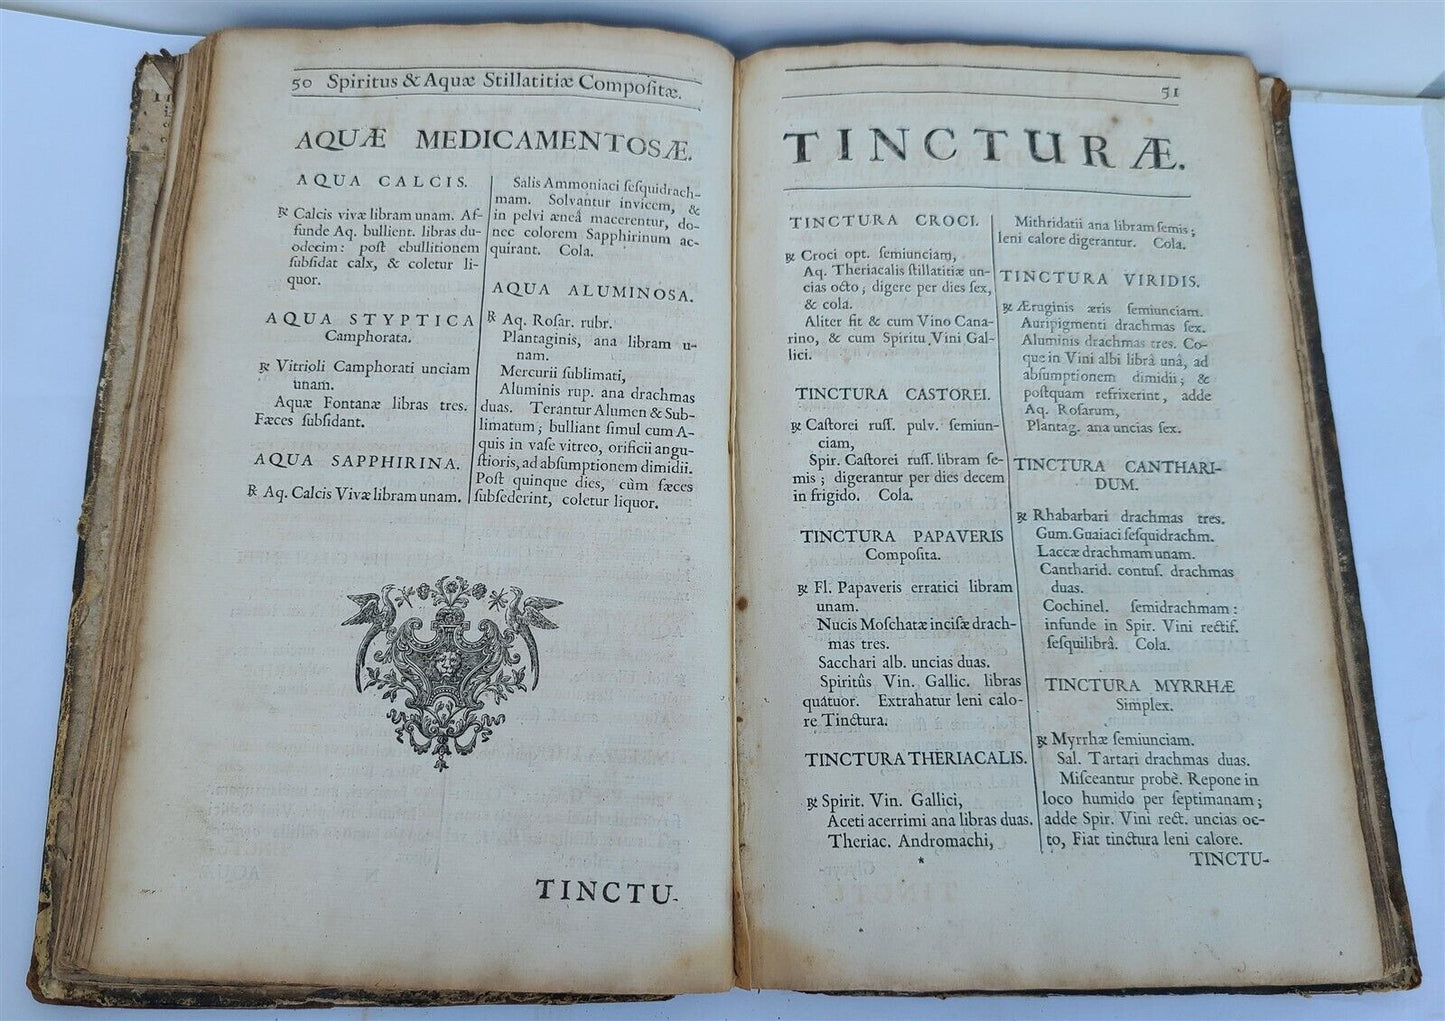 50 Spiritus & Aquæ Stillatitiæ Compoſitæ.
AQUÆ MEDICAMENTOSÆ.
AQUA CALCIS.
℞ Calcis vivæ libram unam. Af-
funde Aq. bullient. libras du-
odecim: poſt ebullitionem
ſubſidat calx, & coletur li-
quor.
AQUA STYPTICA
Camphorata.
℞ Vitrioli Camphorati unciam
unam.
Aquæ Fontanæ libras tres.
Fæces ſubſidant.
AQUA SAPPHIRINA.
℞ Aq. Calcis Vivæ libram unam.
Salis Ammoniaci ſeſquidrach-
mam. Solvantur invicem, &
in pelvi æneâ macerentur, do-
nec colorem Sapphirinum ac-
quirant. Cola.
AQUA ALUMINOSA.
℞ Aq. Roſar. rubr.
Plantaginis, ana libram u-
nam.
Mercurii ſublimati,
Aluminis rup. ana drachmas
duas. Terantur Alumen & Sub-
limatum; bulliant ſimul cum A-
quis in vaſe vitreo, orificii angu-
ſtioris, ad abſumptionem dimidii.
Poſt quinque dies, cùm fæces
ſubſederint, coletur liquor.
TINCTU-
51
TINCTURÆ.
TINCTURA CROCI.
℞ Croci opt. ſemiunciam,
Aq. Theriacalis ſtillatitiæ un-
cias octo; digere per dies ſex,
& cola.
Aliter fit & cum Vino Cana-
rino, & cum Spiritu Vini Gal-
lici.
TINCTURA CASTOREI.
℞ Caſtorei ruſſ. pulv. ſemiun-
ciam,
Spir. Caſtorei ruſſ. libram ſe-
mis; digerantur per dies decem
in frigido. Cola.
TINCTURA PAPAVERIS
Compoſita.
℞ Fl. Papaveris erratici libram
unam.
Nucis Moſchatæ inciſæ drach-
mas tres.
Sacchari alb. uncias duas.
Spiritûs Vin. Gallic. libras
quatuor. Extrahatur leni calo-
re Tinctura.
TINCTURA THERIACALIS.
℞ Spirit. Vin. Gallici,
Aceti acerrimi ana libras duas.
Theriac. Andromachi,
*
Mithridatii ana libram ſemis;
leni calore digerantur. Cola.
TINCTURA VIRIDIS.
℞ Æruginis æris ſemiunciam.
Auripigmenti drachmas ſex.
Aluminis drachmas tres. Co-
que in Vini albi librâ unâ, ad
abſumptionem dimidii; &
poſtquam refrixerint, adde
Aq. Roſarum,
Plantag. ana uncias ſex.
TINCTURA CANTHARI-
DUM.
℞ Rhabarbari drachmas tres.
Gum. Guaiaci ſeſquidrachm.
Laccæ drachmam unam.
Cantharid. contuſ. drachmas
duas.
Cochinel. ſemidrachmam:
infunde in Spir. Vini rectif.
ſeſquilibrâ. Cola.
TINCTURA MYRRHÆ
Simplex.
℞ Myrrhæ ſemiunciam.
Sal. Tartari drachmas duas.
Miſceantur probè. Repone in
loco humido per ſeptimanam;
adde Spir. Vini rect. uncias oc-
to, Fiat tinctura leni calore.
TINCTU-